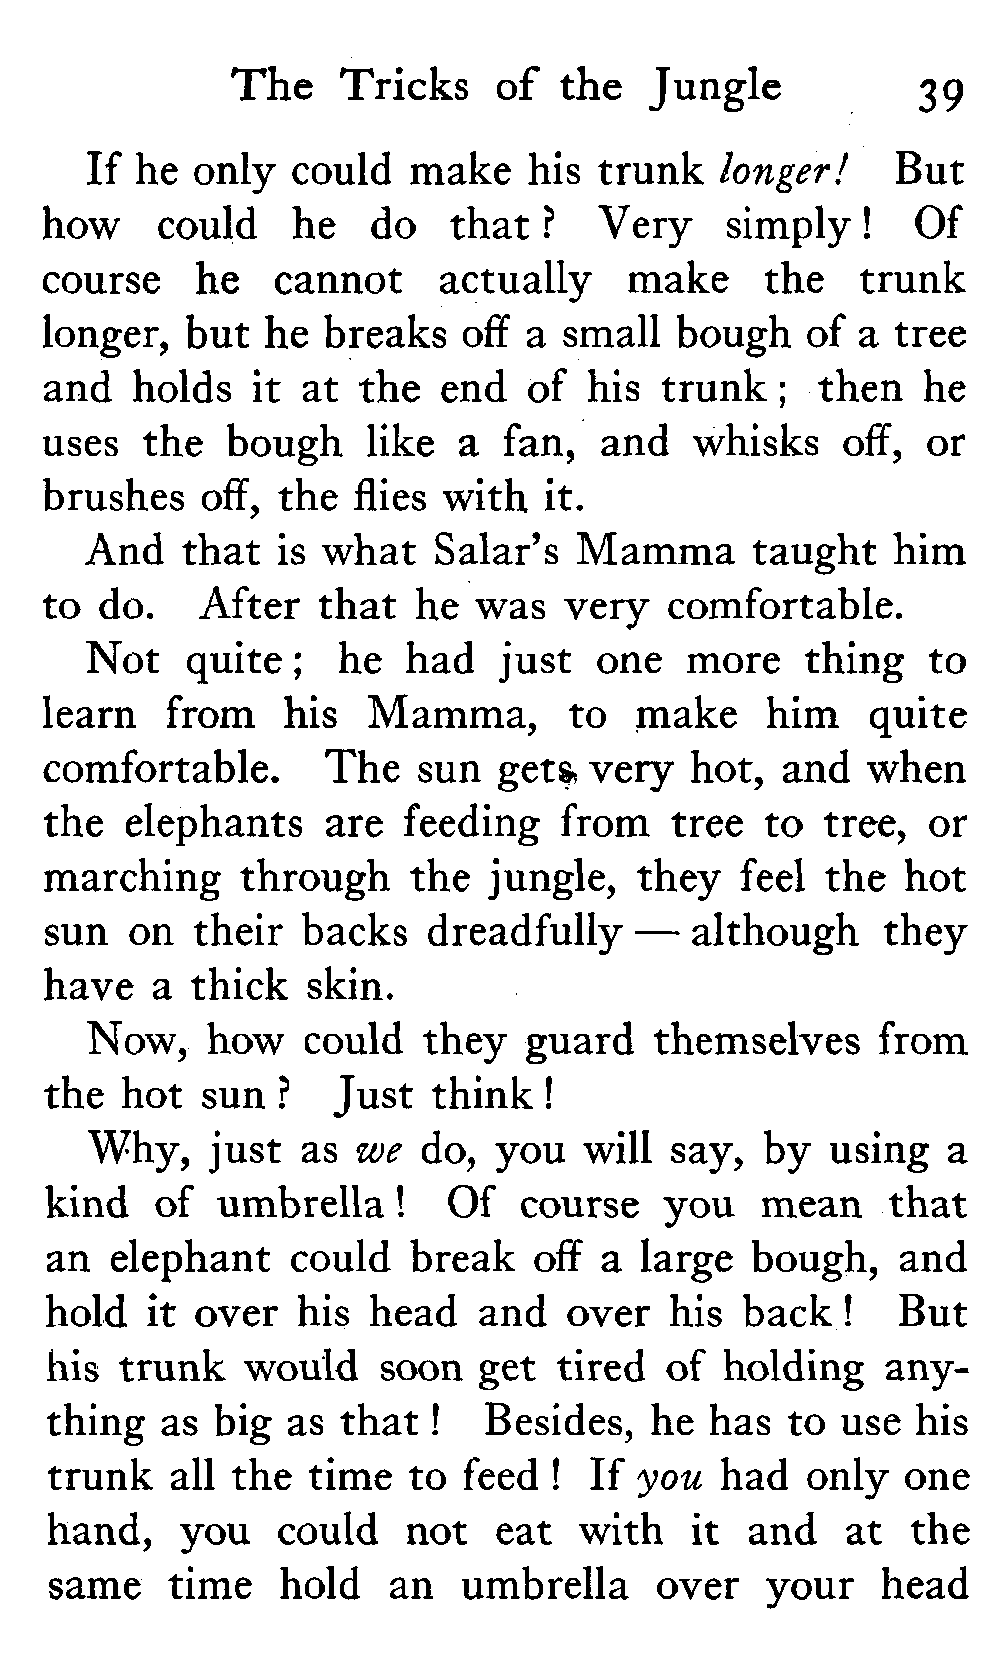 The Tricks of the Jungle 39
If he only could make his trunk longer! But
how could he do that? Very simply! Of
course he cannot actually make the trunk
longer, but he breaks off a small bough of a tree
and holds it at the end of his trunk; then he
uses the bough like a fan, and whisks off, or
brushes off, the flies with it.
And that is what Salar's Mamma taught him
to do. After that he was very comfortable.
Not quite; he had just one more thing to
learn from his Mamma, to make him quite
comfortable. The sun gets very hot, and when
the elephants are feeding from tree to tree, or
marching through the jungle, they feel the hot
sun on their backs dreadfully — although they
have a thick skin.
Now, how could they guard themselves from
the hot sun? Just think!
Why, just as we do, you will say, by using a
kind of umbrella! Of course you mean that
an elephant could break off a large bough, and
hold it over his head and over his back! But
his trunk would soon get tired of holding any-
thing as big as that! Besides, he has to use his
trunk all the time to feed! If you had only one
hand, you could not eat with it and at the
same time hold an umbrella over your head